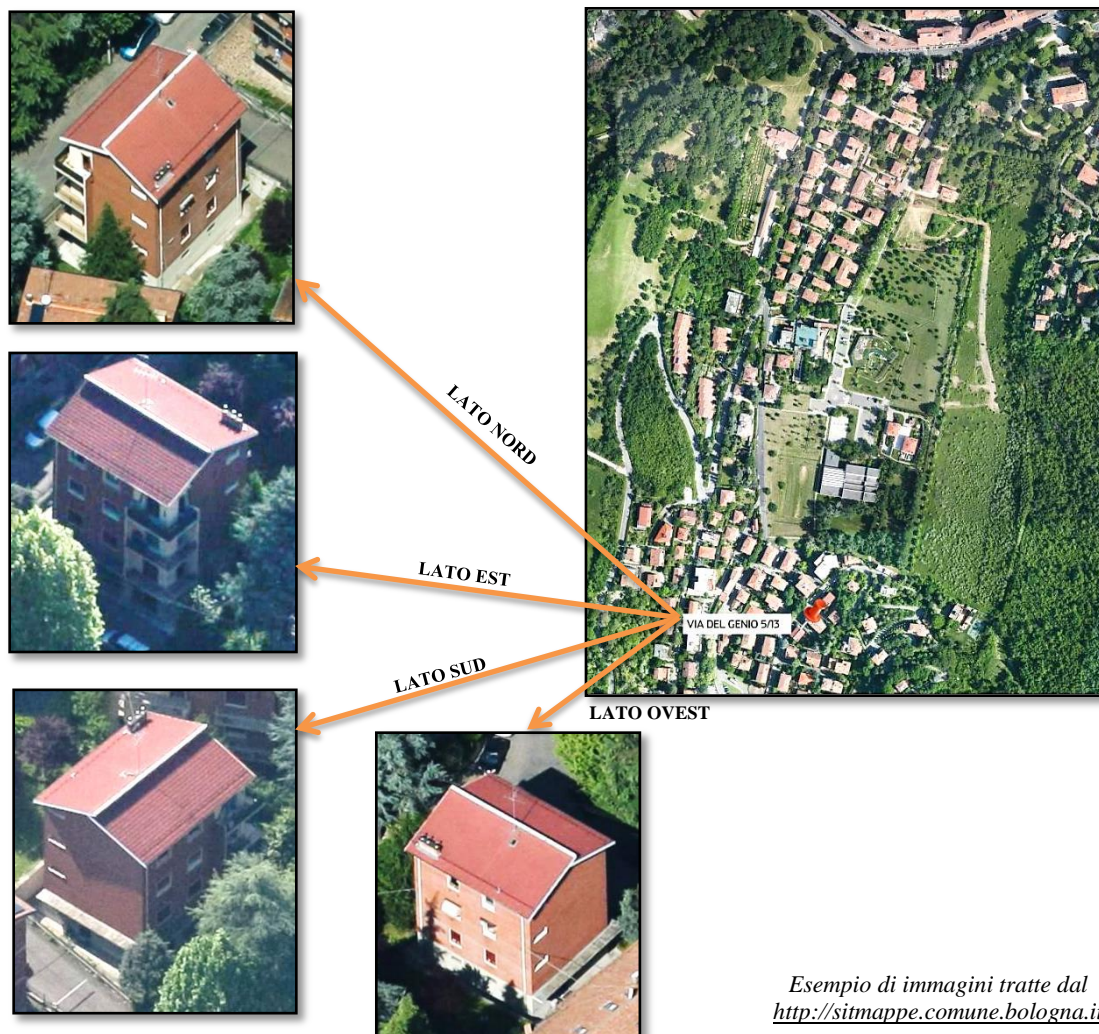 LATO NORD
LATO EST
LATO SUD
VIA DEL GENIO 5/13
LATO OVEST
Esempio di immagini tratte dal
http://sitmappe.comune.bologna.it